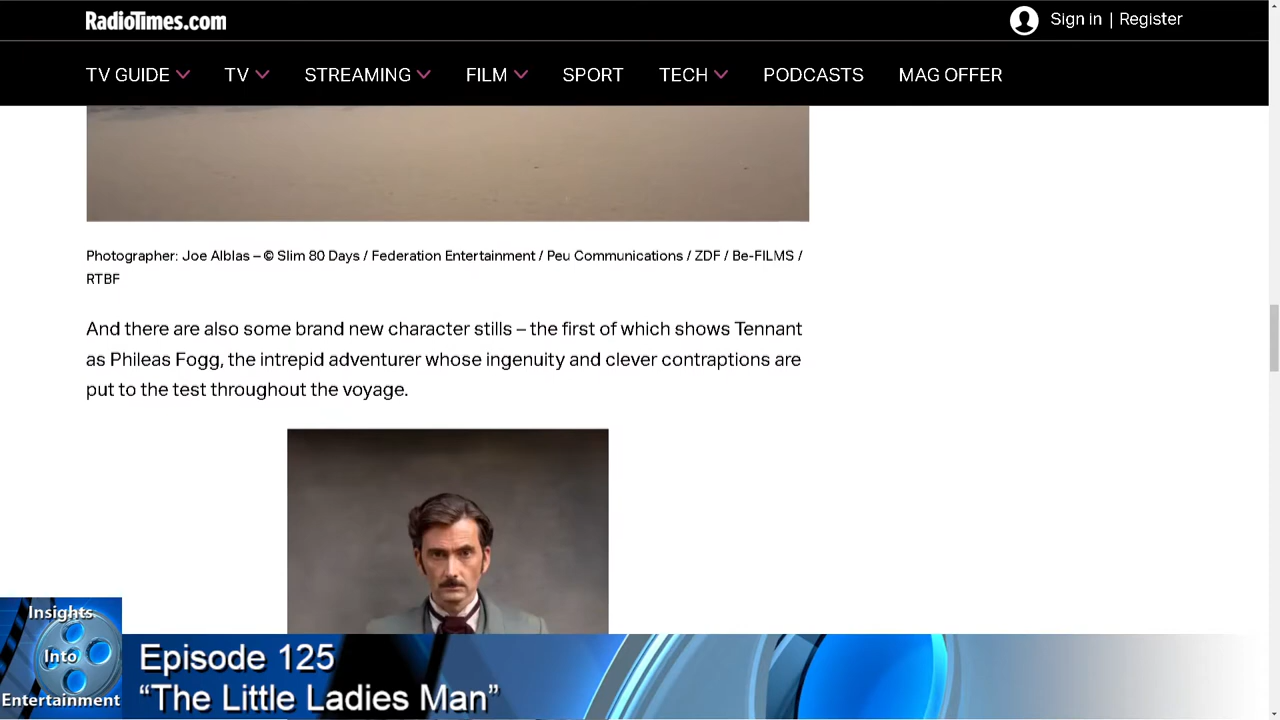 RadioTimes.com
Sign in | Register
TV GUIDE TV STREAMING FILM SPORT TECH PODCASTS MAG OFFER
Photographer: Joe Alblas – © Slim 80 Days / Federation Entertainment / Peu Communications / ZDF / Be-FILMS /
RTBF
And there are also some brand new character stills – the first of which shows Tennant
as Phileas Fogg, the intrepid adventurer whose ingenuity and clever contraptions are
put to the test throughout the voyage.
Insights
Into
Entertainment
Episode 125
“The Little Ladies Man”